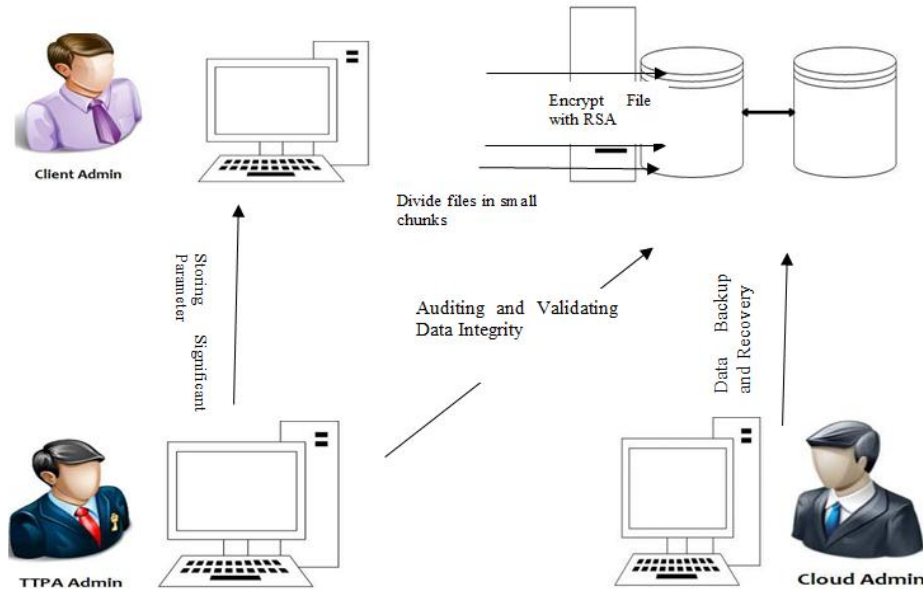 Encrypt File
with RSA
Client Admin
Divide files in small
chunks
Storing Significant
Parameter
Auditing and Validating
Data Integrity
Data Backup
and Recovery
TTPA Admin
Cloud Admin